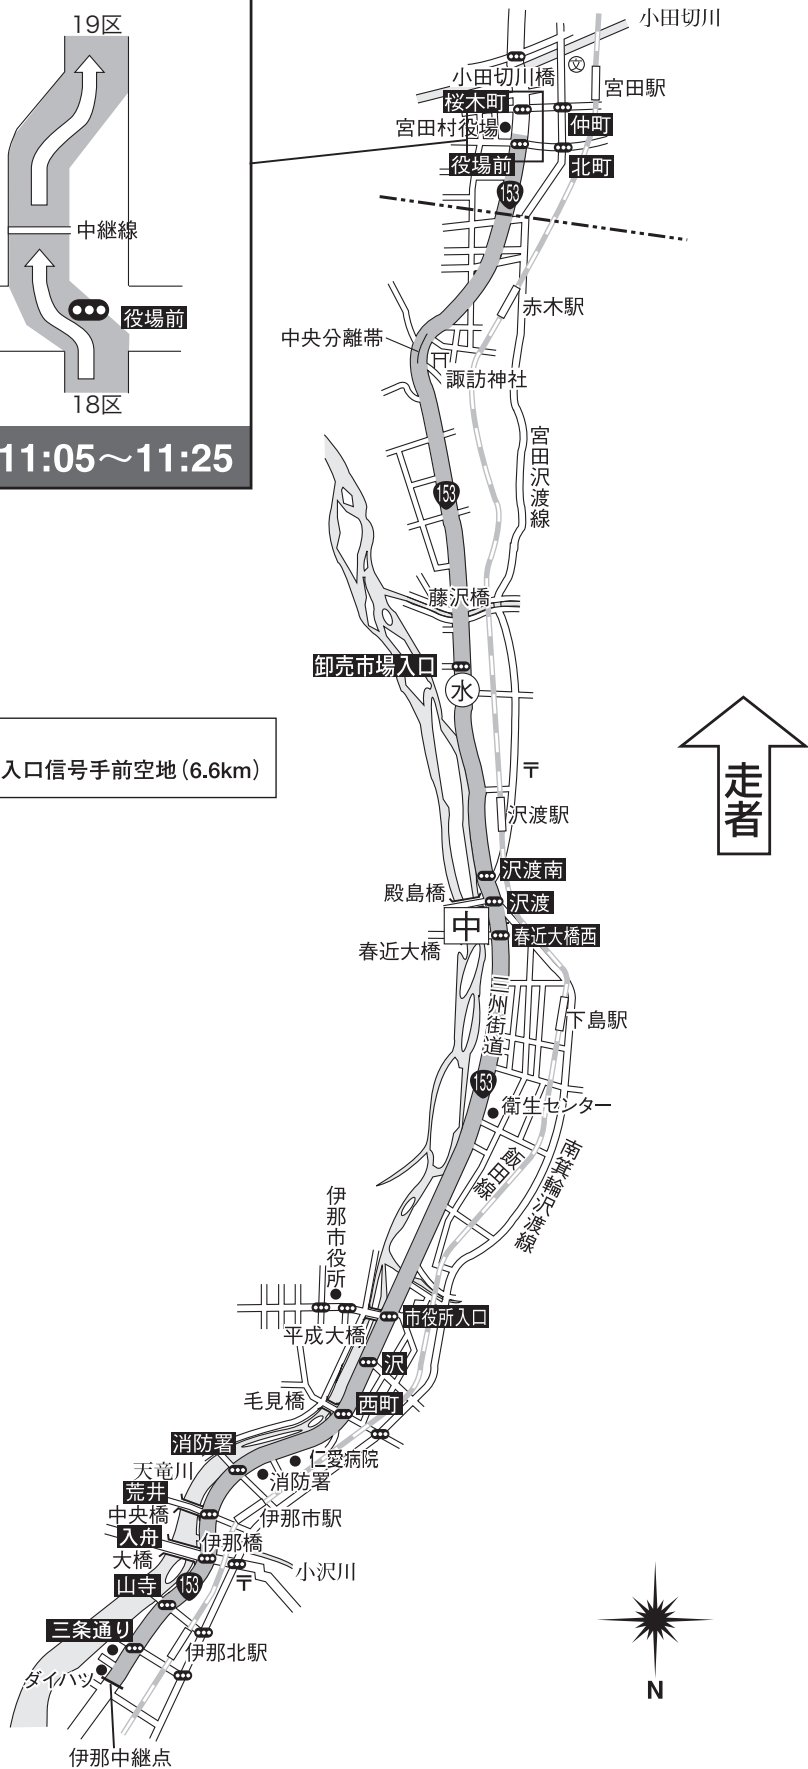 19区
中継線
役場前
18区
11:05～11:25
小田切川
小田切川橋
文
宮田駅
桜木町
宮田村役場
仲町
役場前
北町
153
赤木駅
中央分離帯
諏訪神社
宮田沢渡線
153
藤沢橋
卸売市場入口
水
入口信号手前空地（6.6km）
〒
走者
沢渡駅
沢渡南
殿島橋
沢渡
中
春近大橋西
春近大橋
三州街道
下島駅
153
衛生センター
飯田線
南箕輪沢渡線
伊那市役所
市役所入口
平成大橋
沢
毛見橋
西町
消防署
仁愛病院
天竜川
消防署
荒井
中央橋
伊那市駅
入舟
伊那橋
大橋
小沢川
山寺
153
〒
三条通り
伊那北駅
ダイハツ
N
伊那中継点